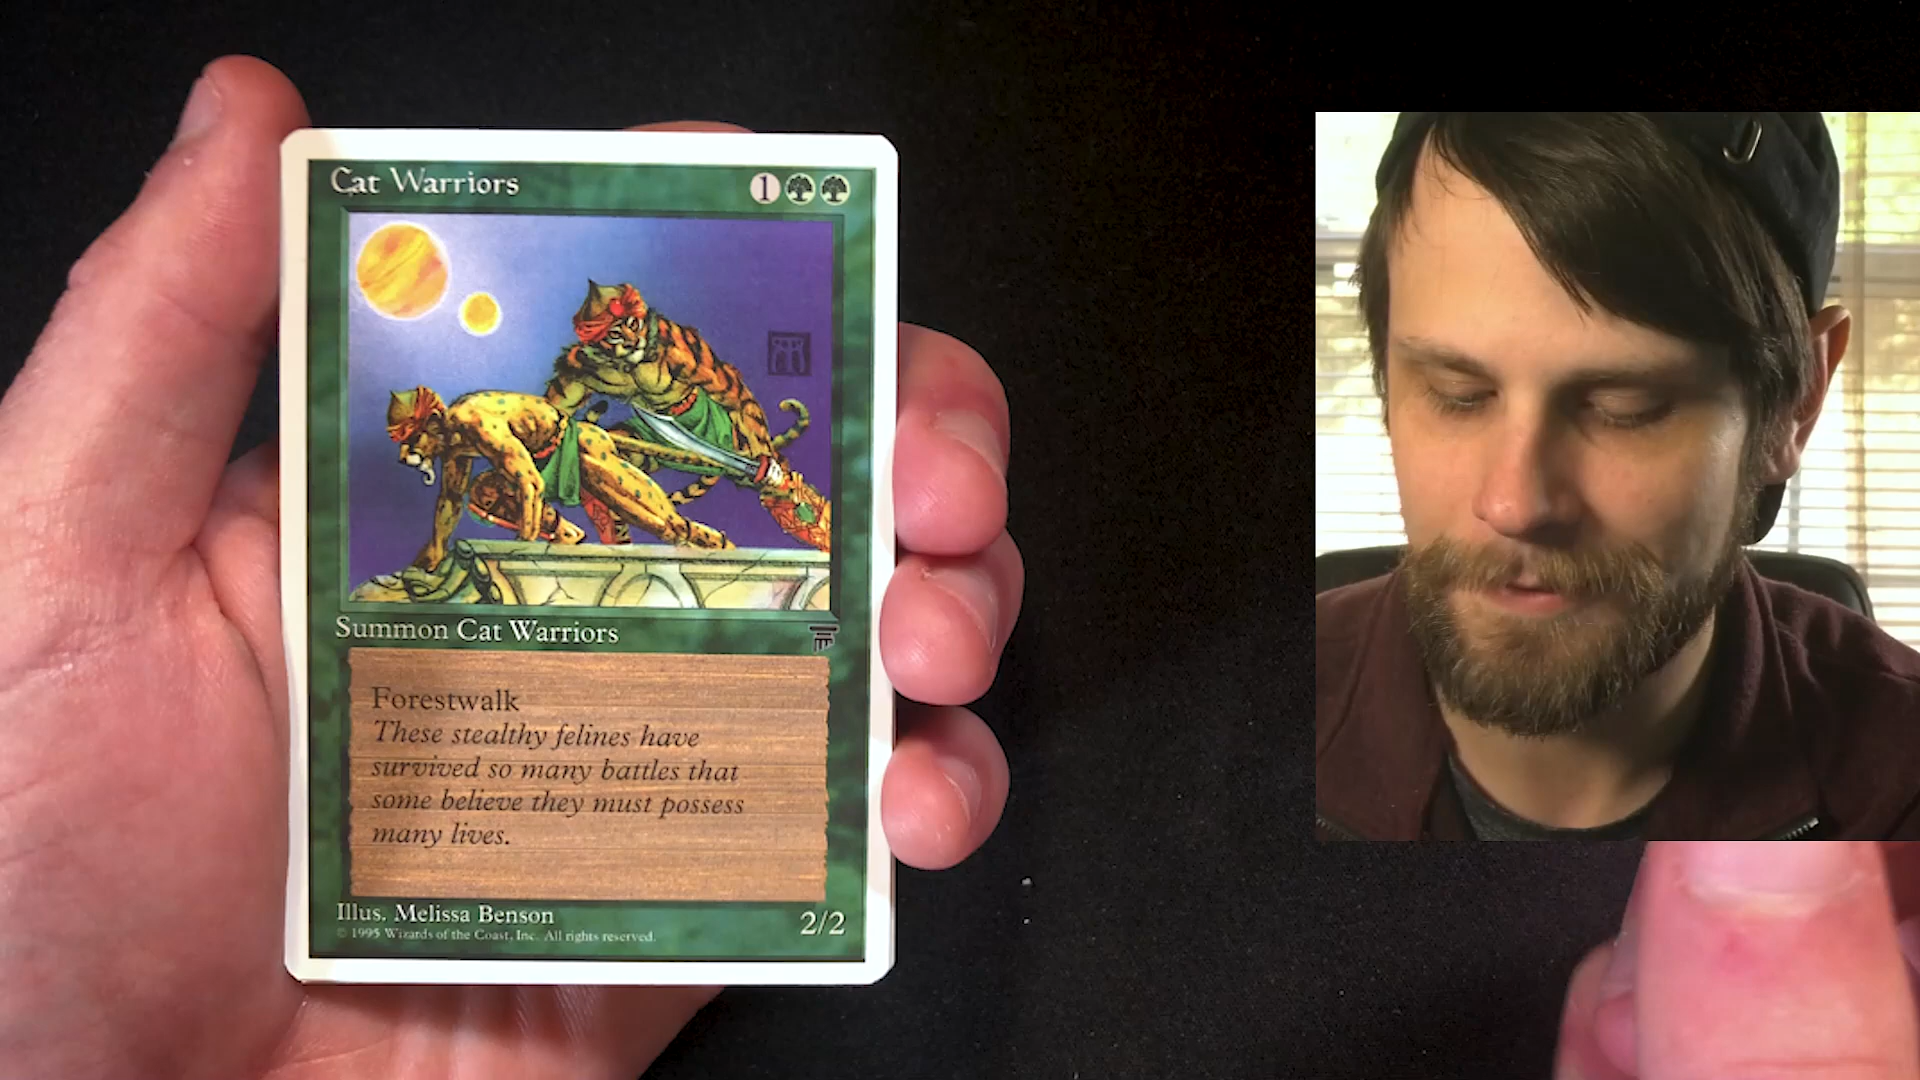 Cat Warriors 1
Summon Cat Warriors
Forestwalk
These stealthy felines have
survived so many battles that
some believe they must possess
many lives.
Illus. Melissa Benson
2/2
© 1995 Wizards of the Coast, Inc. All rights reserved.